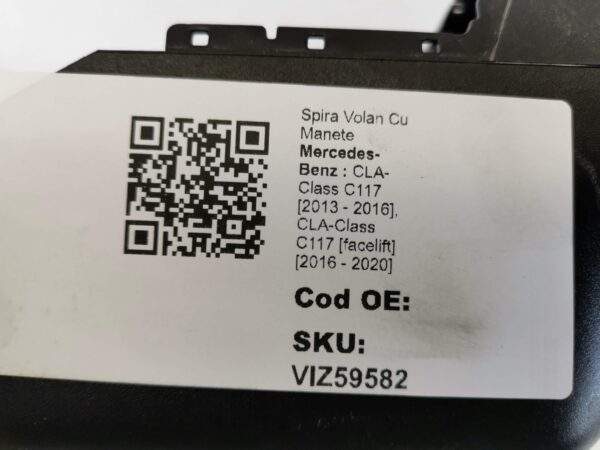 Spira Volan Cu
Manete
Mercedes-
Benz : CLA-
Class C117
[2013 - 2016],
CLA-Class
C117 [facelift]
[2016 - 2020]
Cod OE:
SKU:
VIZ59582